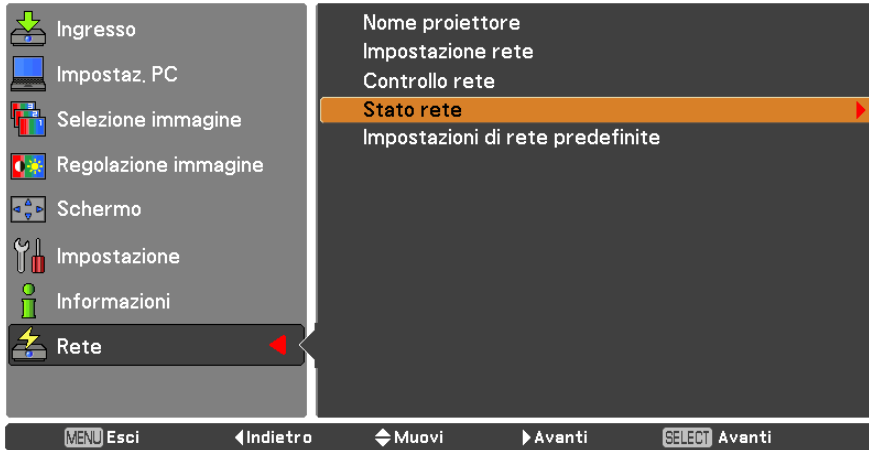 Ingresso
Impostaz. PC
Selezione immagine
Regolazione immagine
Schermo
Impostazione
Informazioni
Rete
Nome proiettore
Impostazione rete
Controllo rete
Stato rete
Impostazioni di rete predefinite
MENU Esci Indietro Muovi Avanti SELECT Avanti